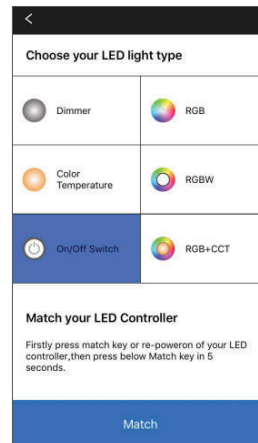 Choose your LED light type
Dimmer
RGB
Color
Temperature
RGBW
On/Off Switch
RGB+CCT
Match your LED Controller
Firstly press match key or re-poweron of your LED
controller,then press below Match key in 5
seconds.
Match